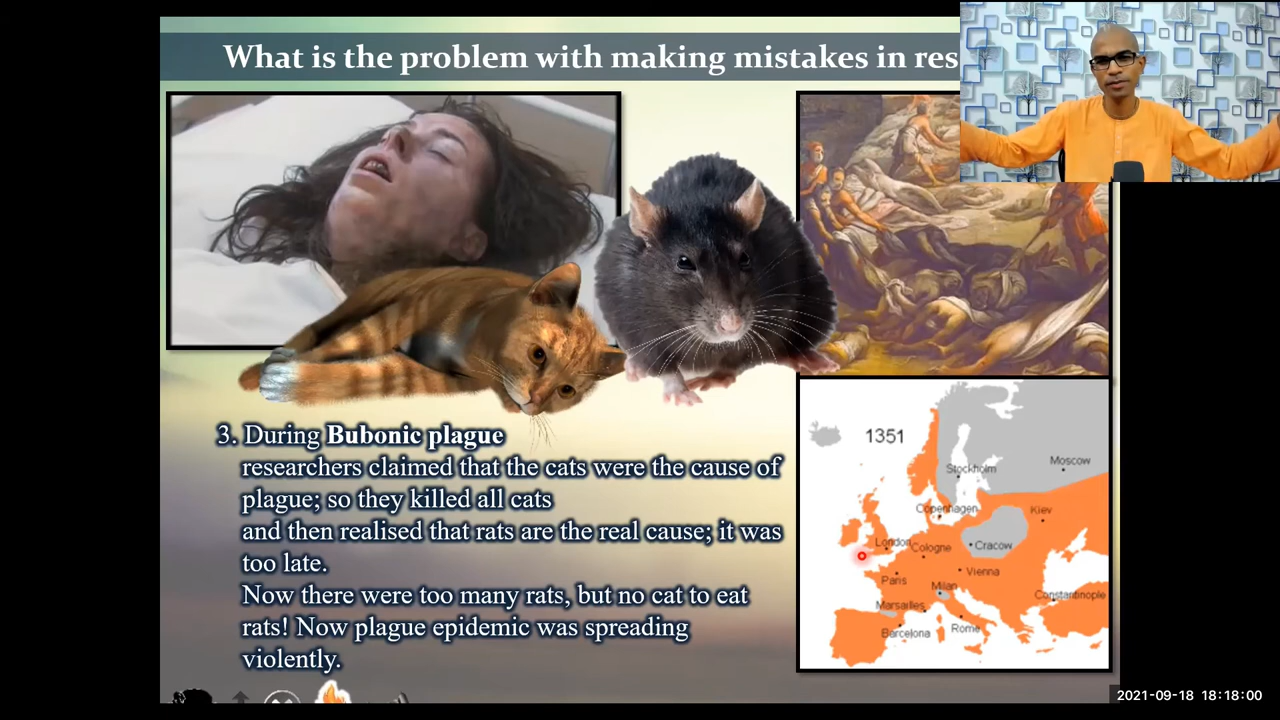 What is the problem with making mistakes in res
3. During Bubonic plague
researchers claimed that the cats were the cause of
plague; so they killed all cats
and then realised that rats are the real cause; it was
too late.
Now there were too many rats, but no cat to eat
rats! Now plague epidemic was spreading
violently.
1351
Stockholm
Moscow
Copenhagen
Kiev
London
Cologne
Cracow
Paris
Vienna
Milan
Marsailles
Constantinople
Barcelona
Rome
2021-09-18 18:18:00